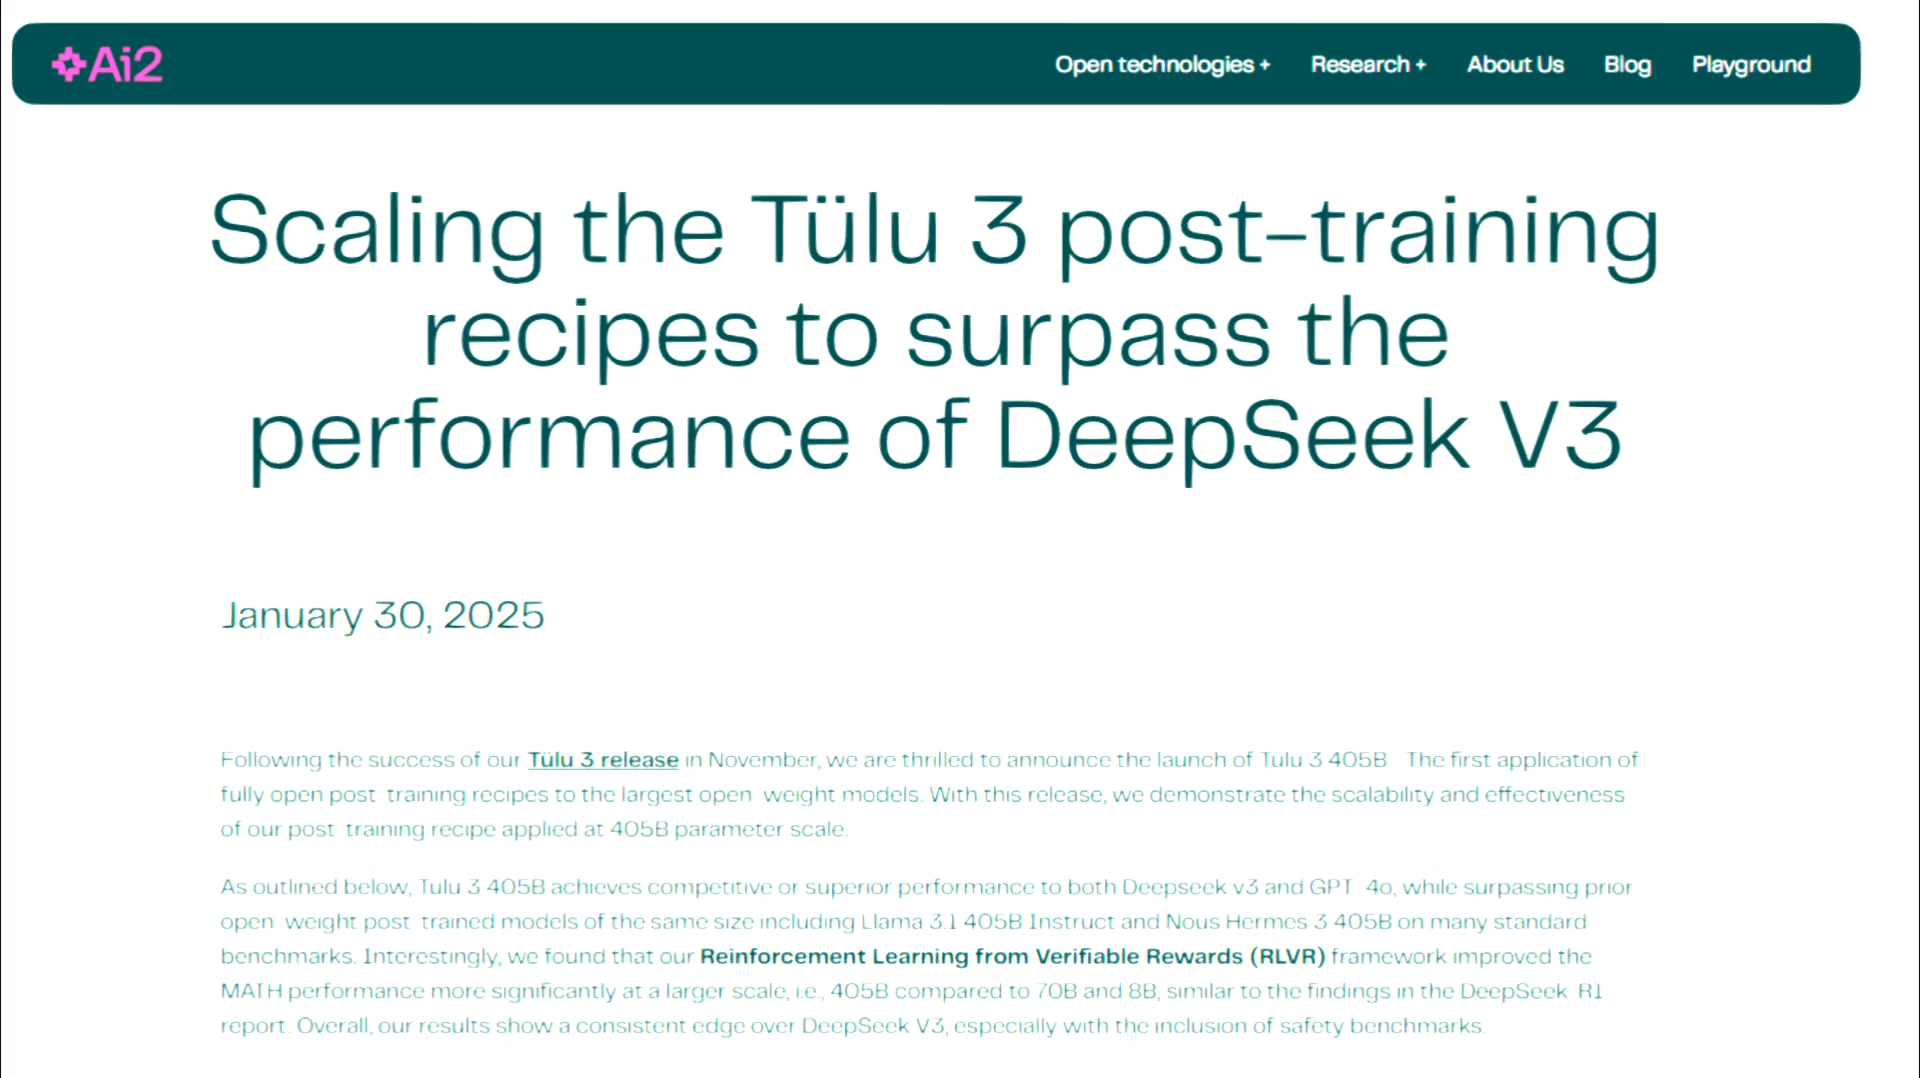 Ai2
Open technologies + Research + About Us Blog Playground
Scaling the Tülu 3 post-training
recipes to surpass the
performance of DeepSeek V3
January 30, 2025
Following the success of our Tülu 3 release in November, we are thrilled to announce the launch of Tulu 3 405B The first application of
fully open post training recipes to the largest open weight models. With this release, we demonstrate the scalability and effectiveness
of our post training recipe applied at 405B parameter scale.
As outlined below, Tulu 3 405B achieves competitive or superior performance to both Deepseek v3 and GPT 4o, while surpassing prior
open weight post trained models of the same size including Llama 3.1 405B Instruct and Nous Hermes 3 405B on many standard
benchmarks. Interestingly, we found that our Reinforcement Learning from Verifiable Rewards (RLVR) framework improved the
MATH performance more significantly at a larger scale, i.e., 405B compared to 70B and 8B, similar to the findings in the DeepSeek R1
report. Overall, our results show a consistent edge over DeepSeek V3, especially with the inclusion of safety benchmarks.